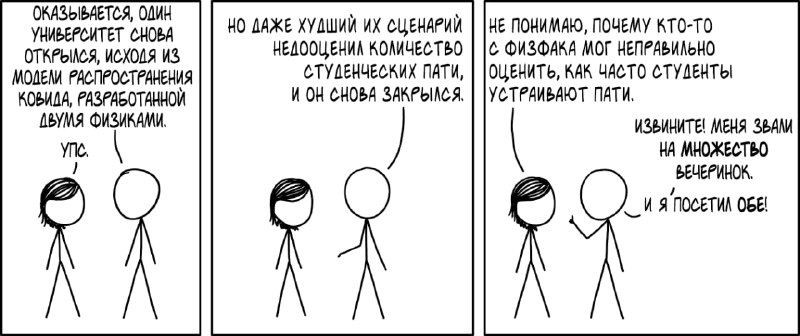 ОКАЗЫВАЕТСЯ, ОДИН
УНИВЕРСИТЕТ СНОВА
ОТКРЫЛСЯ, ИСХОДЯ ИЗ
МОДЕЛИ РАСПРОСТРАНЕНИЯ
КОВИДА, РАЗРАБОТАННОЙ
ДВУМЯ ФИЗИКАМИ.
УПС.
НО ДАЖЕ ХУДШИЙ ИХ СЦЕНАРИЙ
НЕДООЦЕНИЛ КОЛИЧЕСТВО
СТУДЕНЧЕСКИХ ПАТИ,
И ОН СНОВА ЗАКРЫЛСЯ.
НЕ ПОНИМАЮ, ПОЧЕМУ КТО-ТО
С ФИЗФАКА МОГ НЕПРАВИЛЬНО
ОЦЕНИТЬ, КАК ЧАСТО СТУДЕНТЫ
УСТРАИВАЮТ ПАТИ.
ИЗВИНИТЕ! МЕНЯ ЗВАЛИ
НА МНОЖЕСТВО
ВЕЧЕРИНОК.
И Я ПОСЕТИЛ ОБЕ!